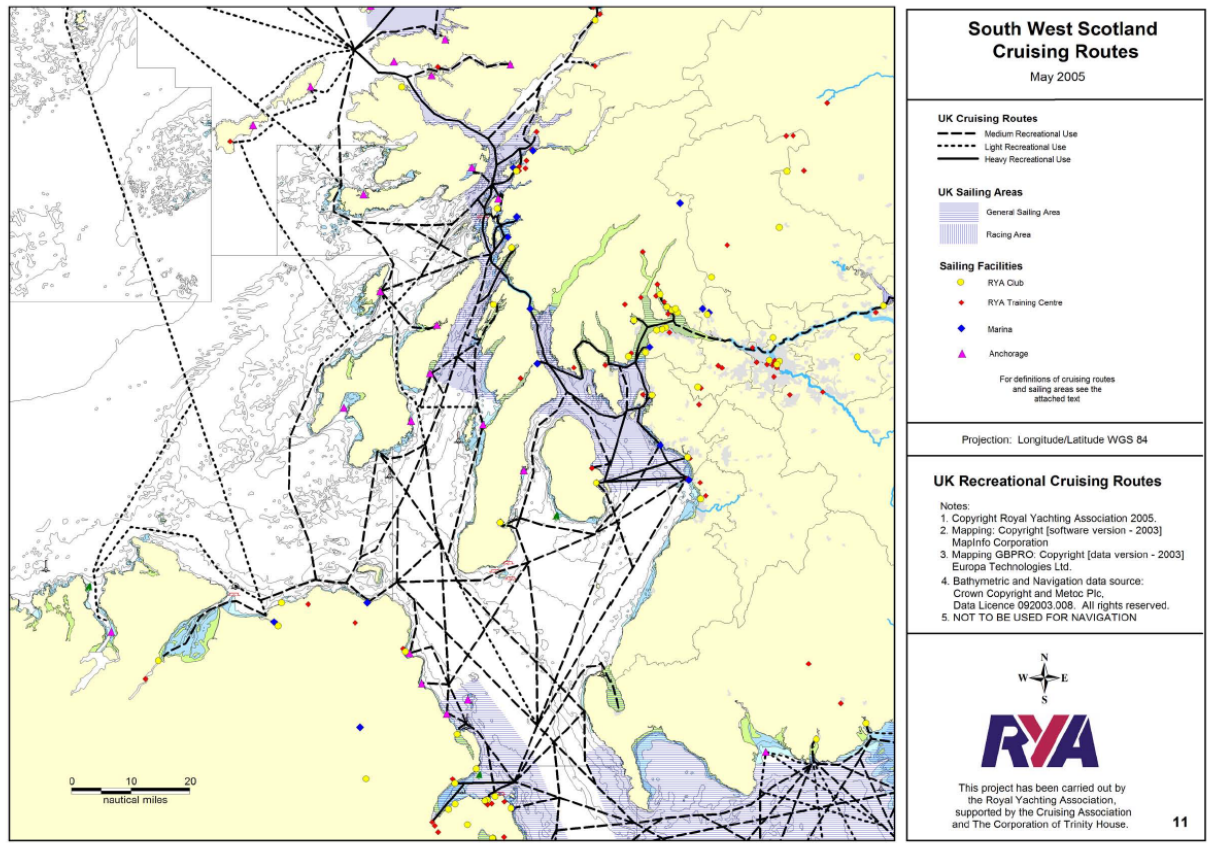 South West Scotland
Cruising Routes
May 2005
UK Cruising Routes
Medium Recreational Use
Light Recreational Use
Heavy Recreational Use
UK Sailing Areas
General Sailing Area
Racing Area
Sailing Facilities
RYA Club
RYA Training Centre
Marina
Anchorage
For definitions of cruising routes
and sailing areas see the
attached text
Projection: Longitude/Latitude WGS 84
UK Recreational Cruising Routes
Notes:
1. Copyright Royal Yachting Association 2005.
2. Mapping: Copyright [software version - 2003]
MapInfo Corporation
3. Mapping GBPRO: Copyright [data version - 2003]
Europa Technologies Ltd.
4. Bathymetric and Navigation data source:
Crown Copyright and Metoc Plc,
Data Licence 092003.008. All rights reserved.
5. NOT TO BE USED FOR NAVIGATION
N
W E
S
RYA
This project has been carried out by
the Royal Yachting Association,
supported by the Cruising Association
and The Corporation of Trinity House.
11
0 10 20
nautical miles